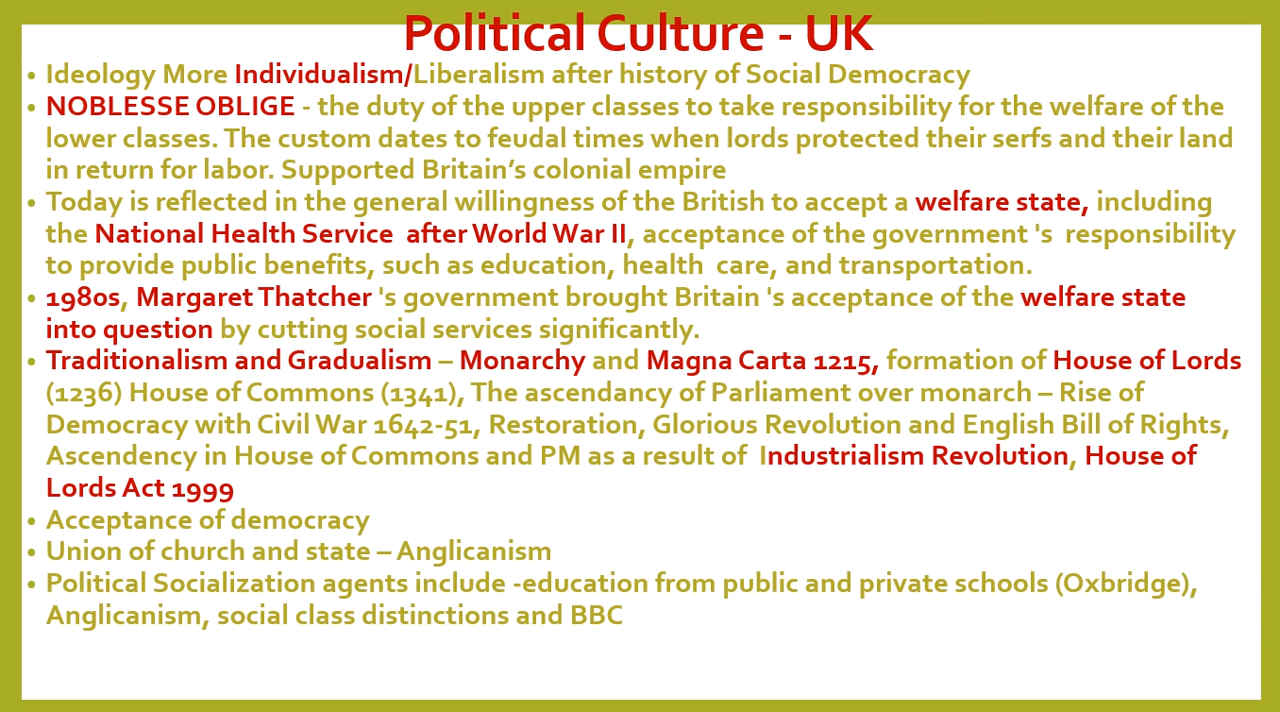 Political Culture - UK
• Ideology More Individualism/Liberalism after history of Social Democracy
• NOBLESSE OBLIGE - the duty of the upper classes to take responsibility for the welfare of the
lower classes. The custom dates to feudal times when lords protected their serfs and their land
in return for labor. Supported Britain’s colonial empire
• Today is reflected in the general willingness of the British to accept a welfare state, including
the National Health Service  after World War II, acceptance of the government 's  responsibility
to provide public benefits, such as education, health  care, and transportation.
• 1980s, Margaret Thatcher 's government brought Britain 's acceptance of the welfare state
into question by cutting social services significantly.
• Traditionalism and Gradualism – Monarchy and Magna Carta 1215, formation of House of Lords
(1236) House of Commons (1341), The ascendancy of Parliament over monarch – Rise of
Democracy with Civil War 1642-51, Restoration, Glorious Revolution and English Bill of Rights,
Ascendency in House of Commons and PM as a result of  Industrialism Revolution, House of
Lords Act 1999
• Acceptance of democracy
• Union of church and state – Anglicanism
• Political Socialization agents include -education from public and private schools (Oxbridge),
Anglicanism, social class distinctions and BBC